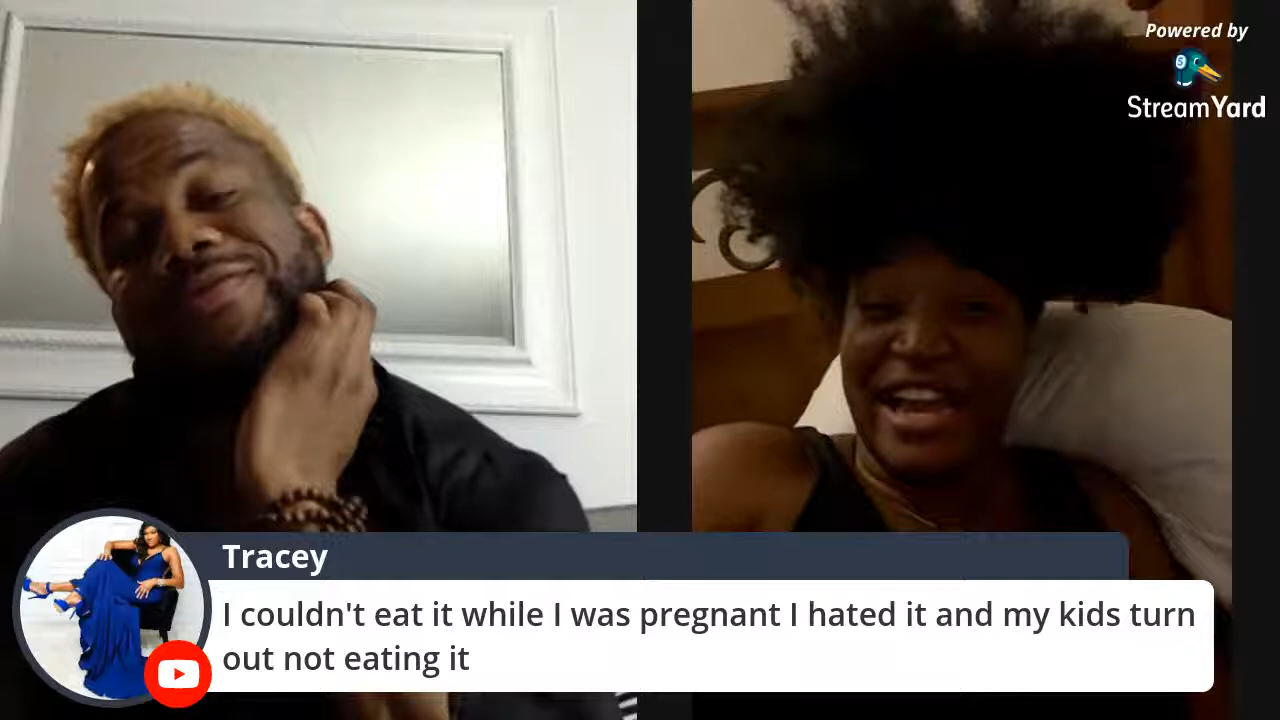 Powered by
StreamYard
Tracey
I couldn't eat it while I was pregnant I hated it and my kids turn
out not eating it